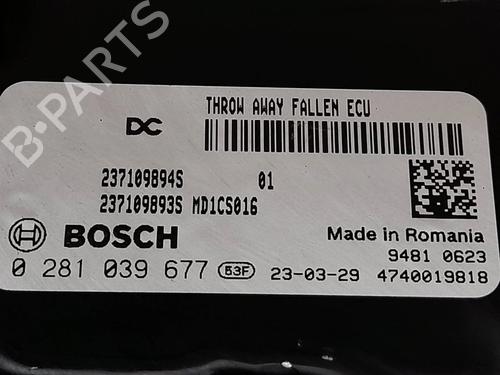 THROW AWAY FALLEN ECU
DC
237109894S 01
237109893S MD1CS016
BOSCH
Made in Romania
9481 0623
0 281 039 677 53F 23-03-29 4740019818
B-PARTS